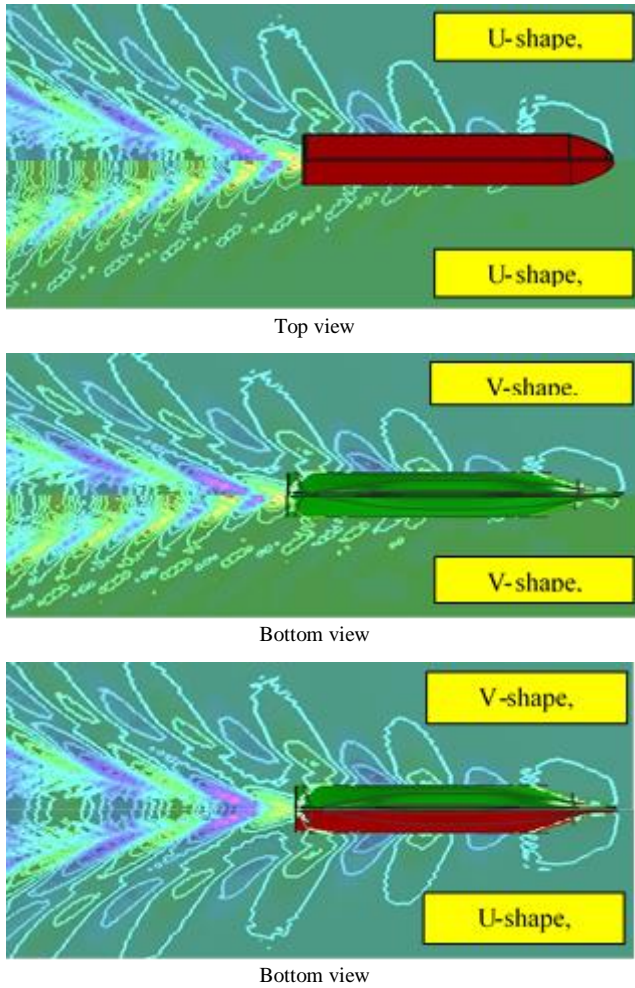 U-shape,
U-shape,
Top view
V-shape.
V-shape,
Bottom view
V-shape,
U-shape,
Bottom view